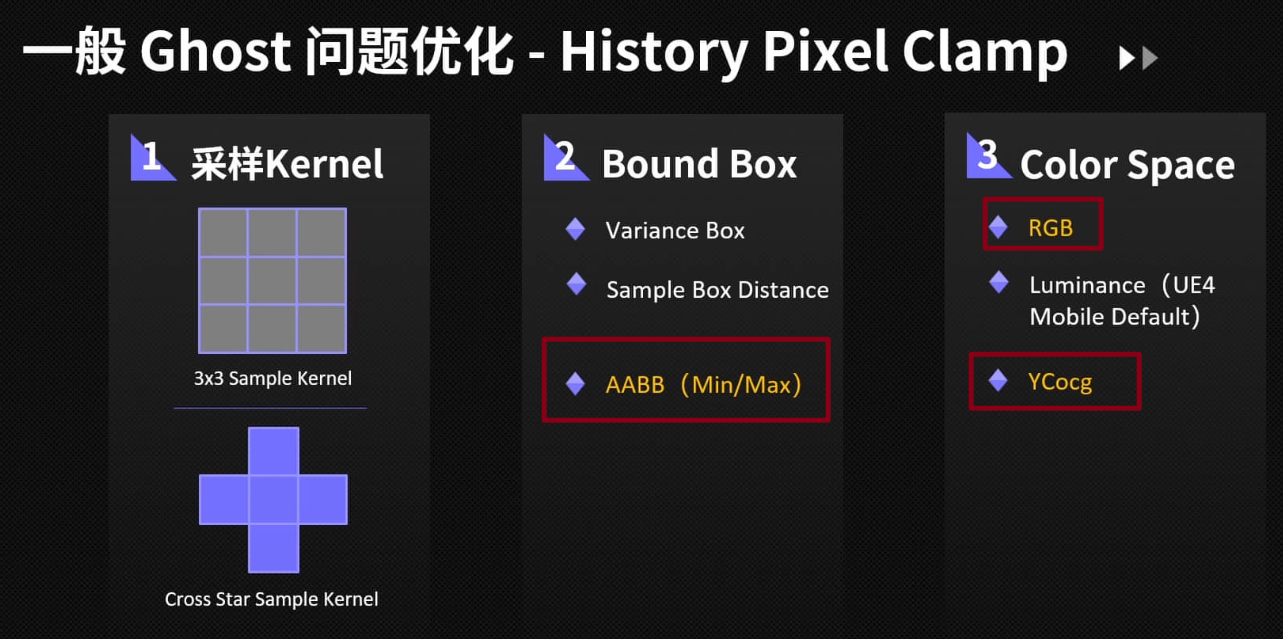 一般 Ghost 问题优化 - History Pixel Clamp
1 采样Kernel
3x3 Sample Kernel
Cross Star Sample Kernel
2 Bound Box
Variance Box
Sample Box Distance
AABB（Min/Max）
3 Color Space
RGB
Luminance（UE4
Mobile Default）
YCocg